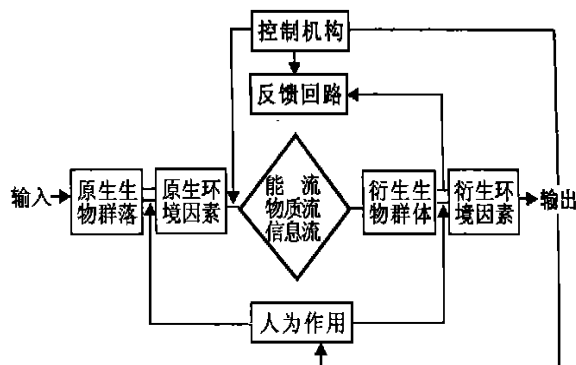 控制机构
反馈回路
输入
原生生
物群落
原生环
境因素
能 流
物质流
信息流
衍生生
物群体
衍生环
境因素
输出
人为作用